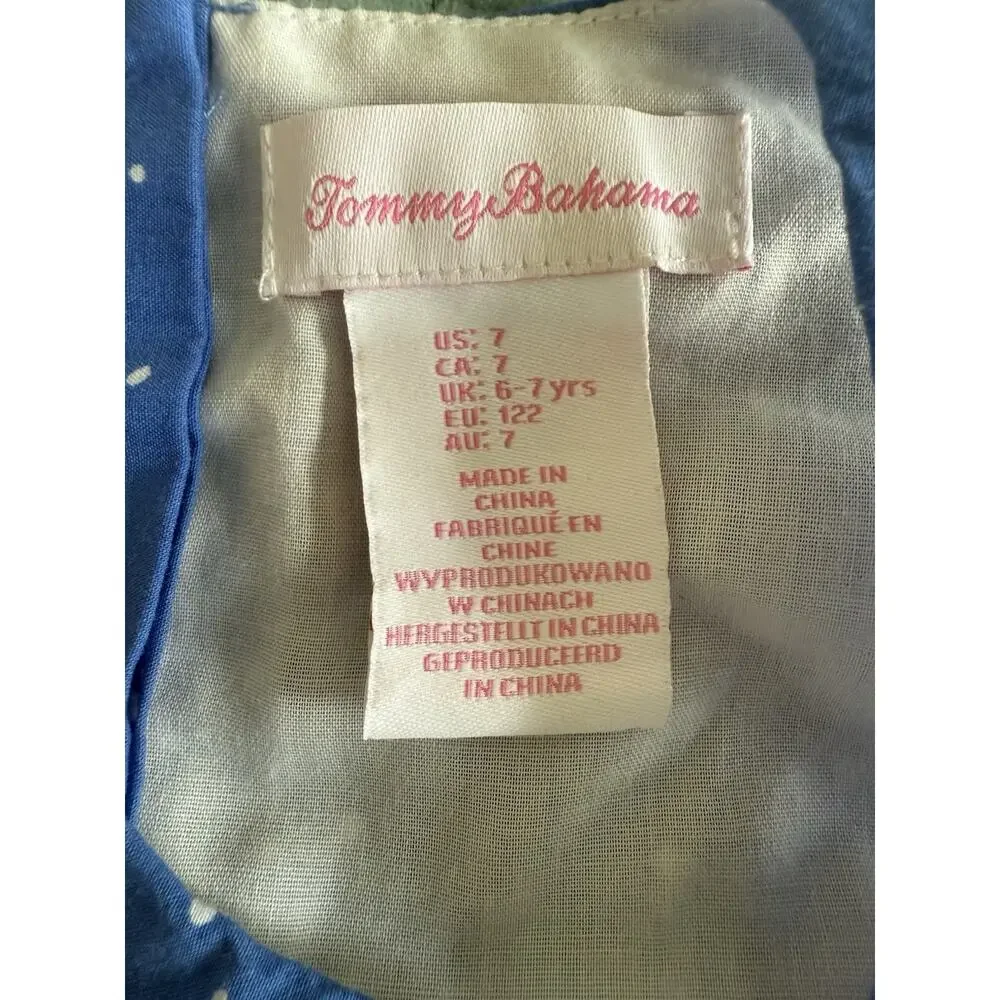 Tommy Bahama
US: 7
CA: 7
UK: 6-7 yrs
EU: 122
AU: 7
MADE IN
CHINA
FABRIQUÉ EN
CHINE
WYPRODUKOWANO
W CHINACH
HERGESTELLT IN CHINA
GEPRODUCEERD
IN CHINA